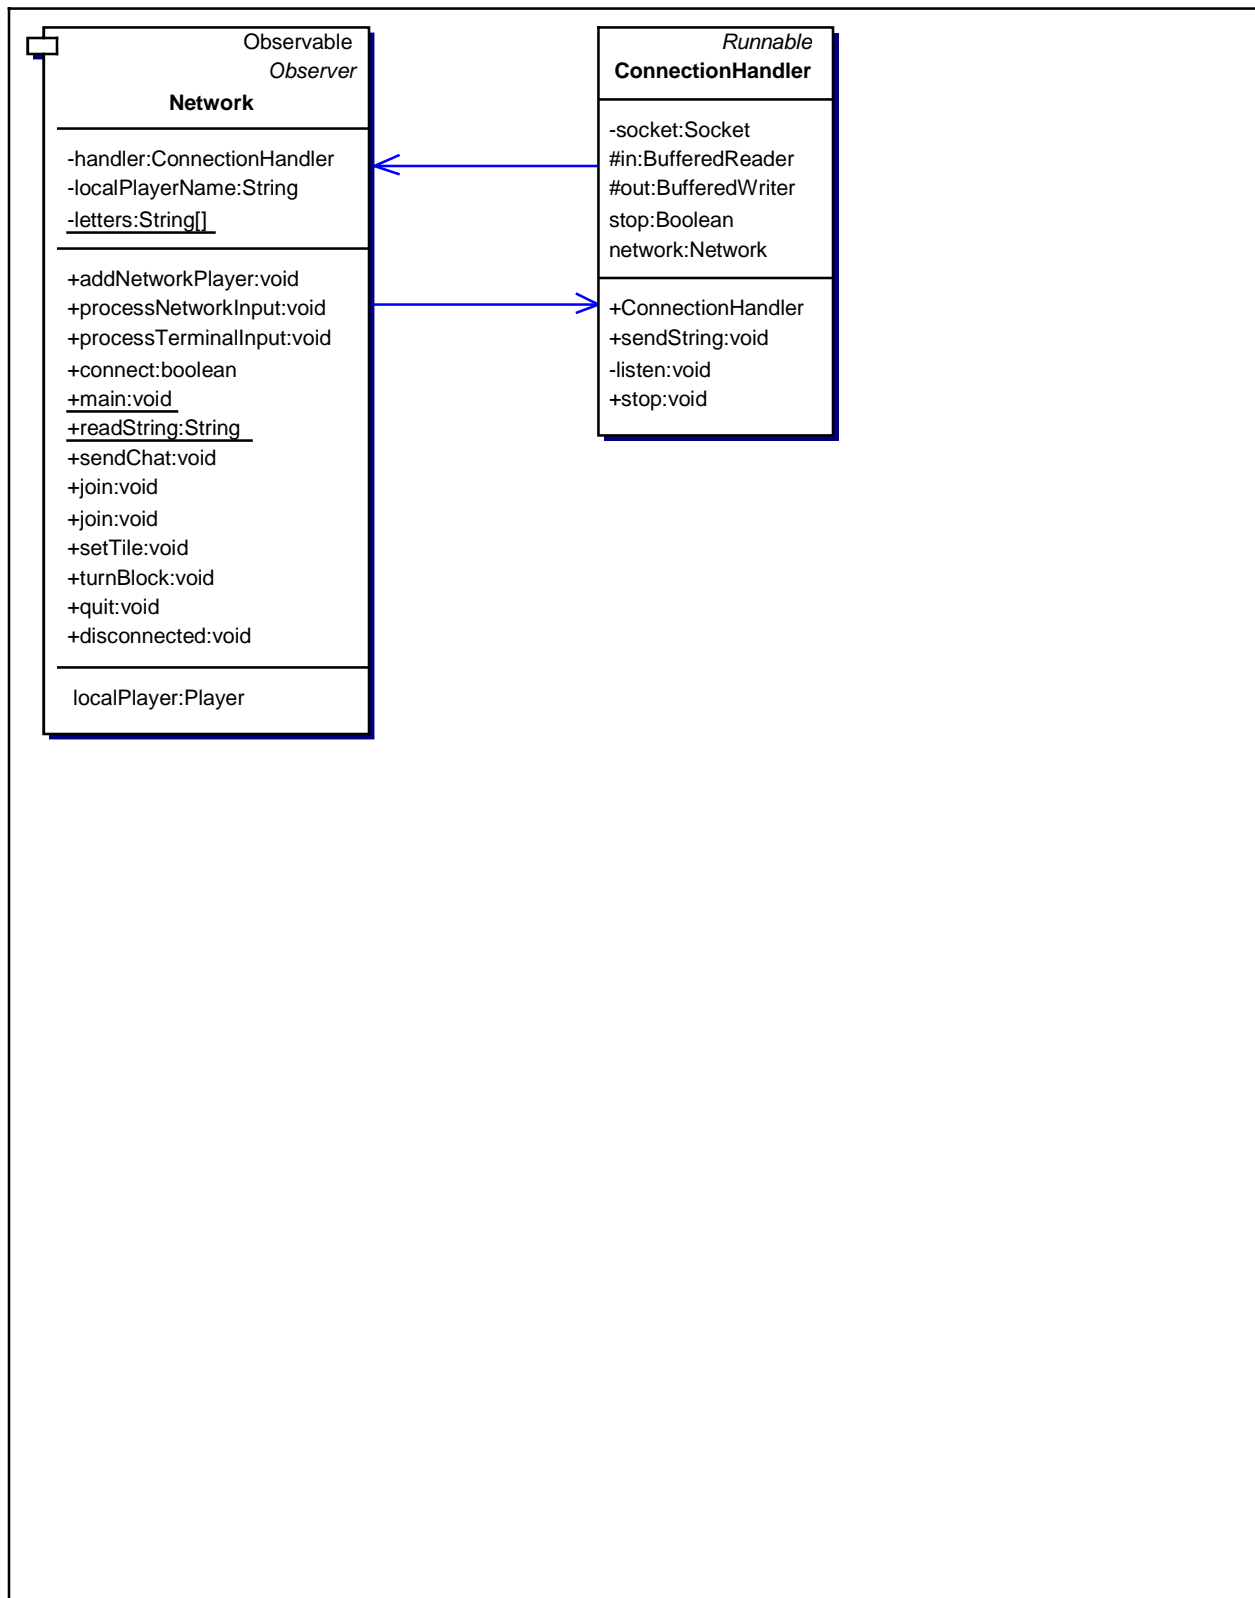 Observable
Observer
Network
-handler:ConnectionHandler
-localPlayerName:String
-letters:String[]
+addNetworkPlayer:void
+processNetworkInput:void
+processTerminalInput:void
+connect:boolean
+main:void
+readString:String
+sendChat:void
+join:void
+join:void
+setTile:void
+turnBlock:void
+quit:void
+disconnected:void
localPlayer:Player
Runnable
ConnectionHandler
-socket:Socket
#in:BufferedReader
#out:BufferedWriter
stop:Boolean
network:Network
+ConnectionHandler
+sendString:void
-listen:void
+stop:void